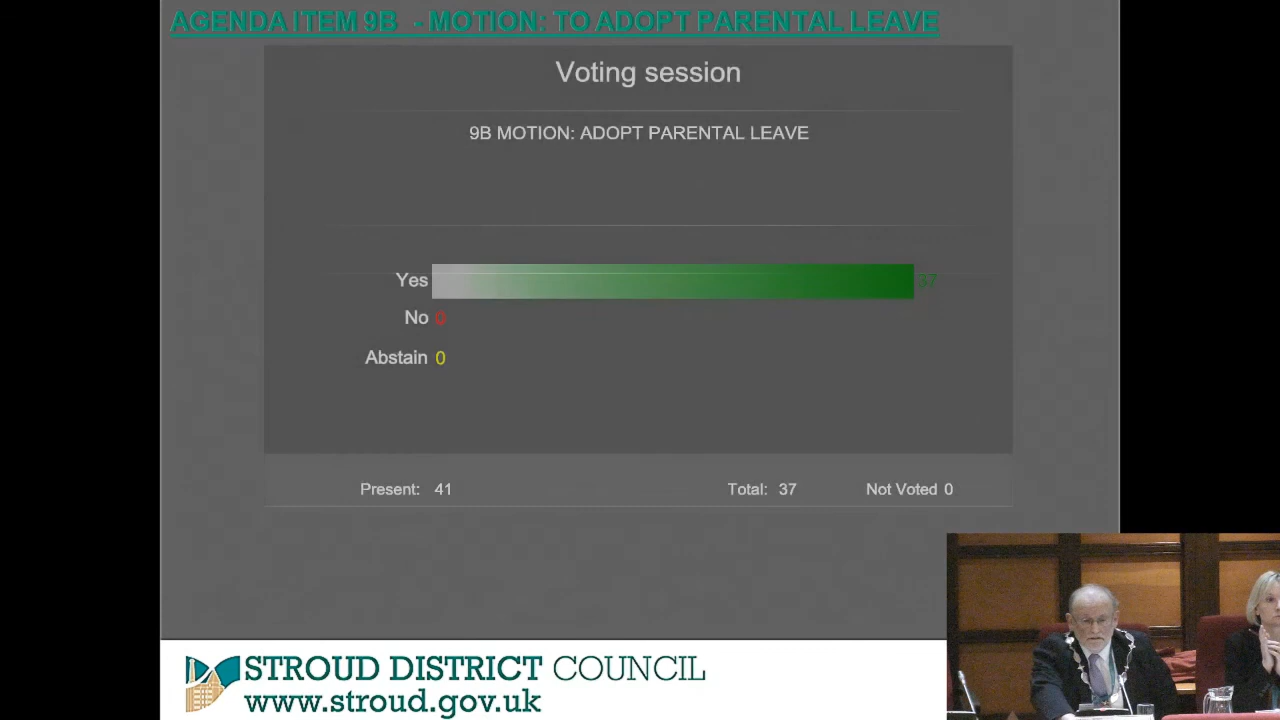 AGENDA ITEM 9B - MOTION: TO ADOPT PARENTAL LEAVE
Voting session
9B MOTION: ADOPT PARENTAL LEAVE
Yes 37
No 0
Abstain 0
Present: 41 Total: 37 Not Voted 0
STROUD DISTRICT COUNCIL
www.stroud.gov.uk